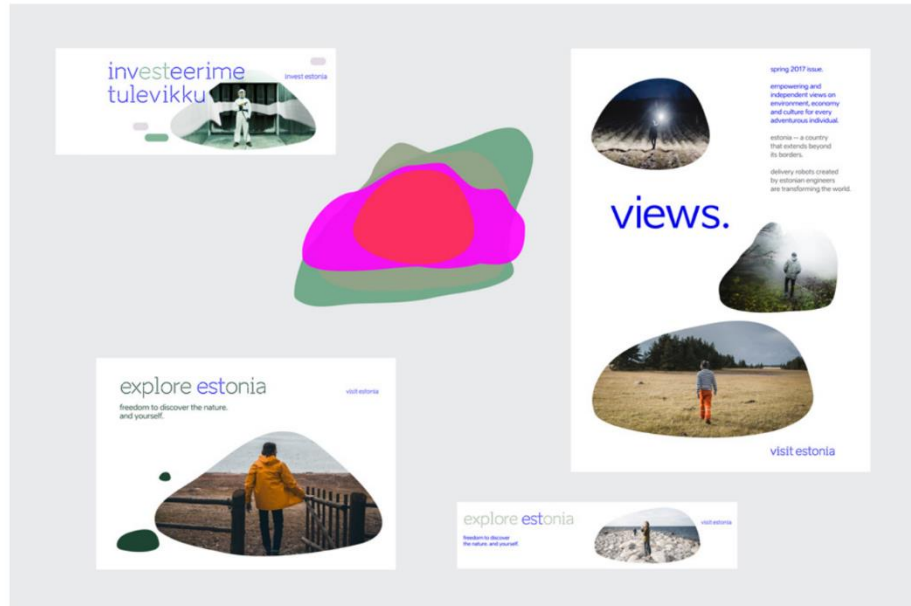 investeerime
tulevikku
invest estonia
spring 2017 issue.
empowering and
independent views on
environment, economy
and culture for every
adventurous individual.
estonia — a country
that extends beyond
its borders.
delivery robots created
by estonian engineers
are transforming the world.
views.
visit estonia
explore estonia
visit estonia
freedom to discover the nature.
and yourself.
explore estonia
visit estonia
freedom to discover
the nature. and yourself.